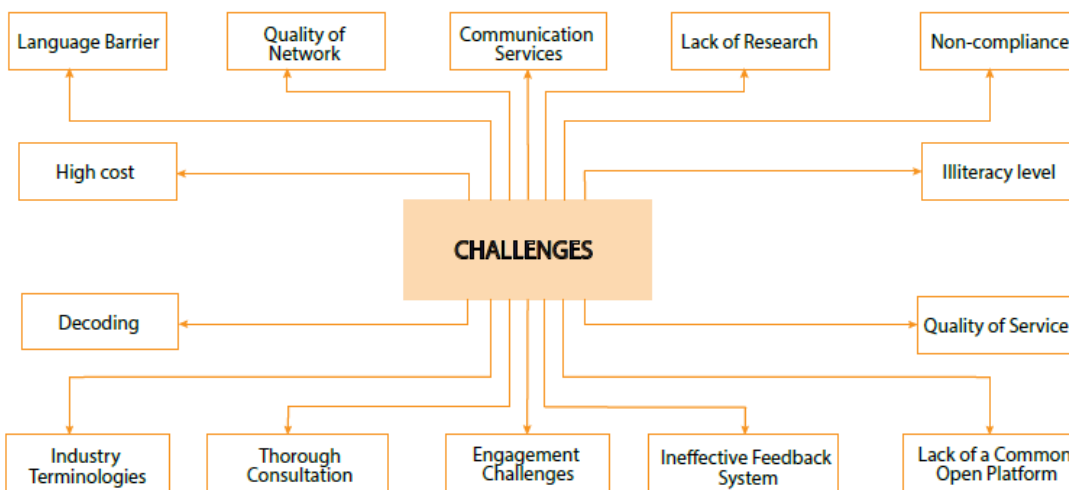 Language Barrier
Quality of
Network
Communication
Services
Lack of Research
Non-compliance
High cost
Illiteracy level
CHALLENGES
Decoding
Quality of Service
Industry
Terminologies
Thorough
Consultation
Engagement
Challenges
Ineffective Feedback
System
Lack of a Common
Open Platform